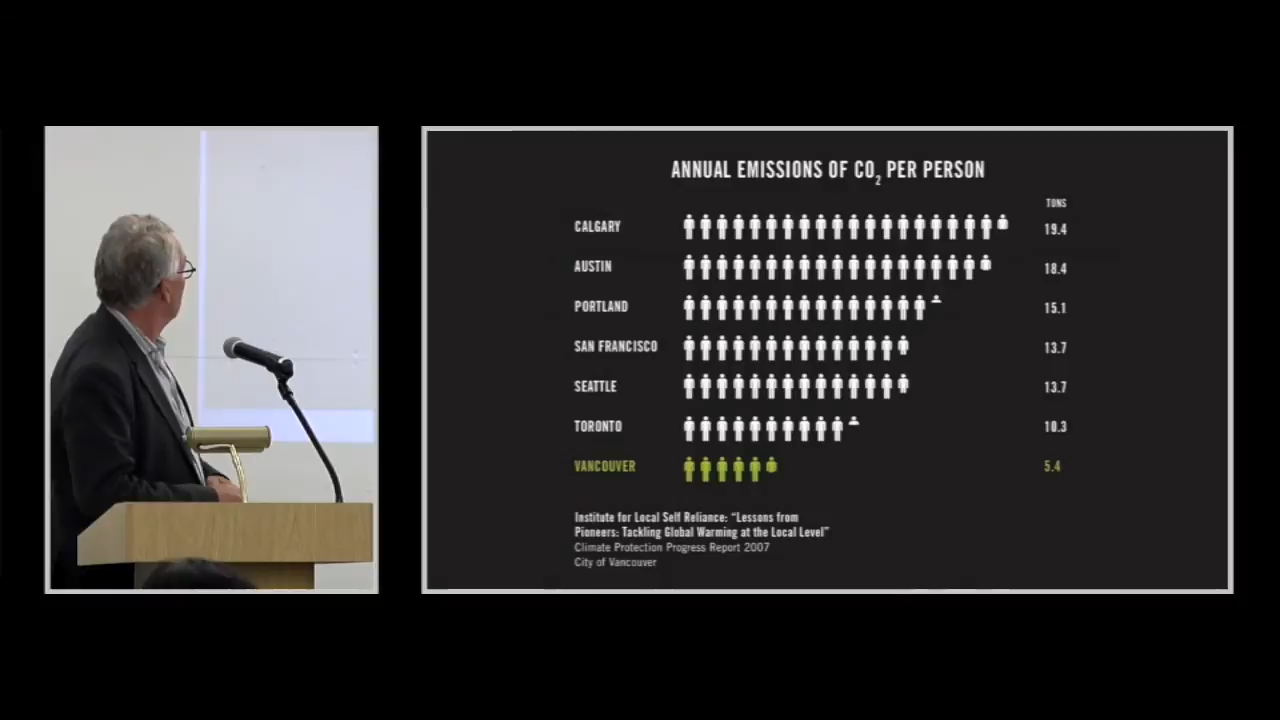 ANNUAL EMISSIONS OF CO₂ PER PERSON
TONS
CALGARY 19.4
AUSTIN 18.4
PORTLAND 15.1
SAN FRANCISCO 13.7
SEATTLE 13.7
TORONTO 10.3
VANCOUVER 5.4
Institute for Local Self Reliance: “Lessons from
Pioneers: Tackling Global Warming at the Local Level”
Climate Protection Progress Report 2007
City of Vancouver